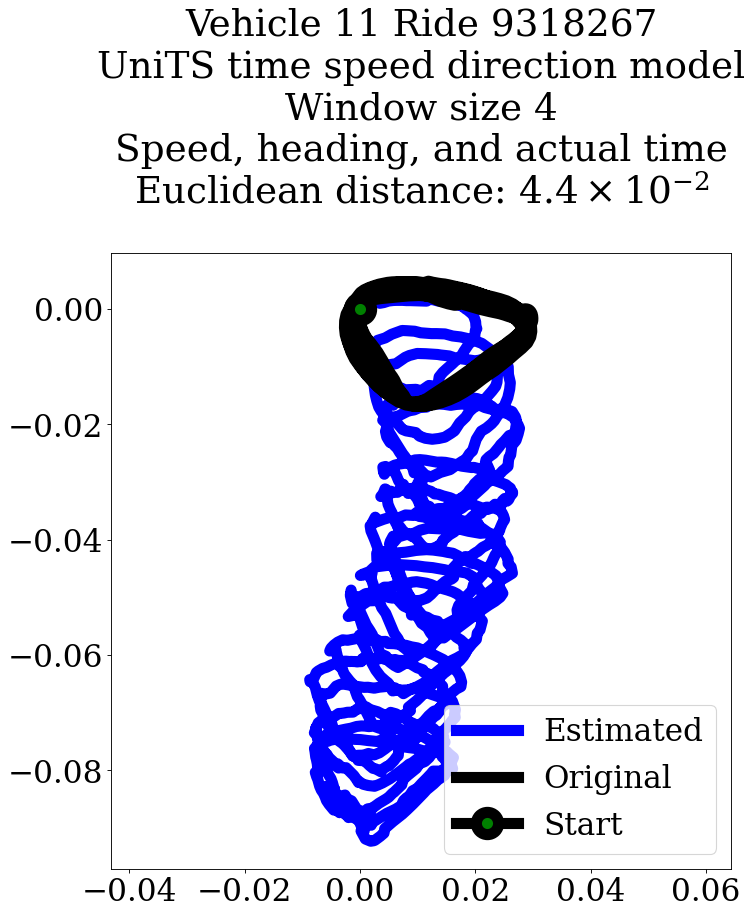 Vehicle 11 Ride 9318267
UniTS time speed direction model
Window size 4
Speed, heading, and actual time
Euclidean distance: 4.4 × 10⁻²
0.00
−0.02
−0.04
−0.06
−0.08
Estimated
Original
Start
−0.04 −0.02 0.00 0.02 0.04 0.06